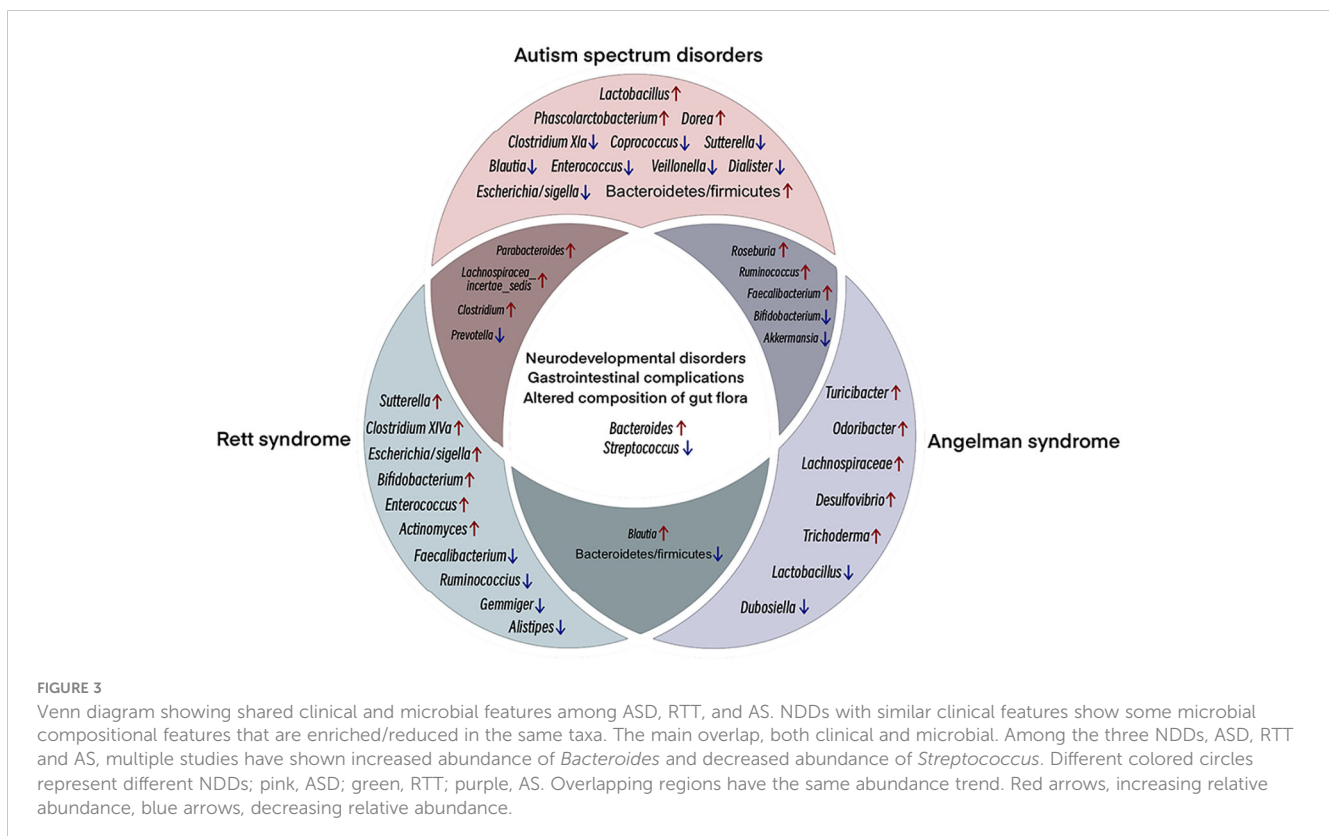 Autism spectrum disorders
Lactobacillus ↑
Phascolarctobacterium ↑ Dorea ↑
Clostridium XIa ↓ Coprococcus ↓ Sutterella ↓
Blautia ↓ Enterococcus ↓ Veillonella ↓ Dialister ↓
Escherichia/sigella ↓ Bacteroidetes/firmicutes ↑
Parabacteroides ↑
Lachnospiracea_
incertae_sedis ↑
Clostridium ↑
Prevotella ↓
Roseburia ↑
Ruminococcus ↑
Faecalibacterium ↑
Bifidobacterium ↓
Akkermansia ↓
Neurodevelopmental disorders
Gastrointestinal complications
Altered composition of gut flora
Bacteroides ↑
Streptococcus ↓
Rett syndrome
Sutterella ↑
Clostridium XIVa ↑
Escherichia/sigella ↑
Bifidobacterium ↑
Enterococcus ↑
Actinomyces ↑
Faecalibacterium ↓
Ruminococcius ↓
Gemmiger ↓
Alistipes ↓
Blautia ↑
Bacteroidetes/firmicutes ↓
Angelman syndrome
Turicibacter ↑
Odoribacter ↑
Lachnospiraceae ↑
Desulfovibrio ↑
Trichoderma ↑
Lactobacillus ↓
Dubosiella ↓
FIGURE 3
Venn diagram showing shared clinical and microbial features among ASD, RTT, and AS. NDDs with similar clinical features show some microbial
compositional features that are enriched/reduced in the same taxa. The main overlap, both clinical and microbial. Among the three NDDs, ASD, RTT
and AS, multiple studies have shown increased abundance of Bacteroides and decreased abundance of Streptococcus. Different colored circles
represent different NDDs; pink, ASD; green, RTT; purple, AS. Overlapping regions have the same abundance trend. Red arrows, increasing relative
abundance, blue arrows, decreasing relative abundance.